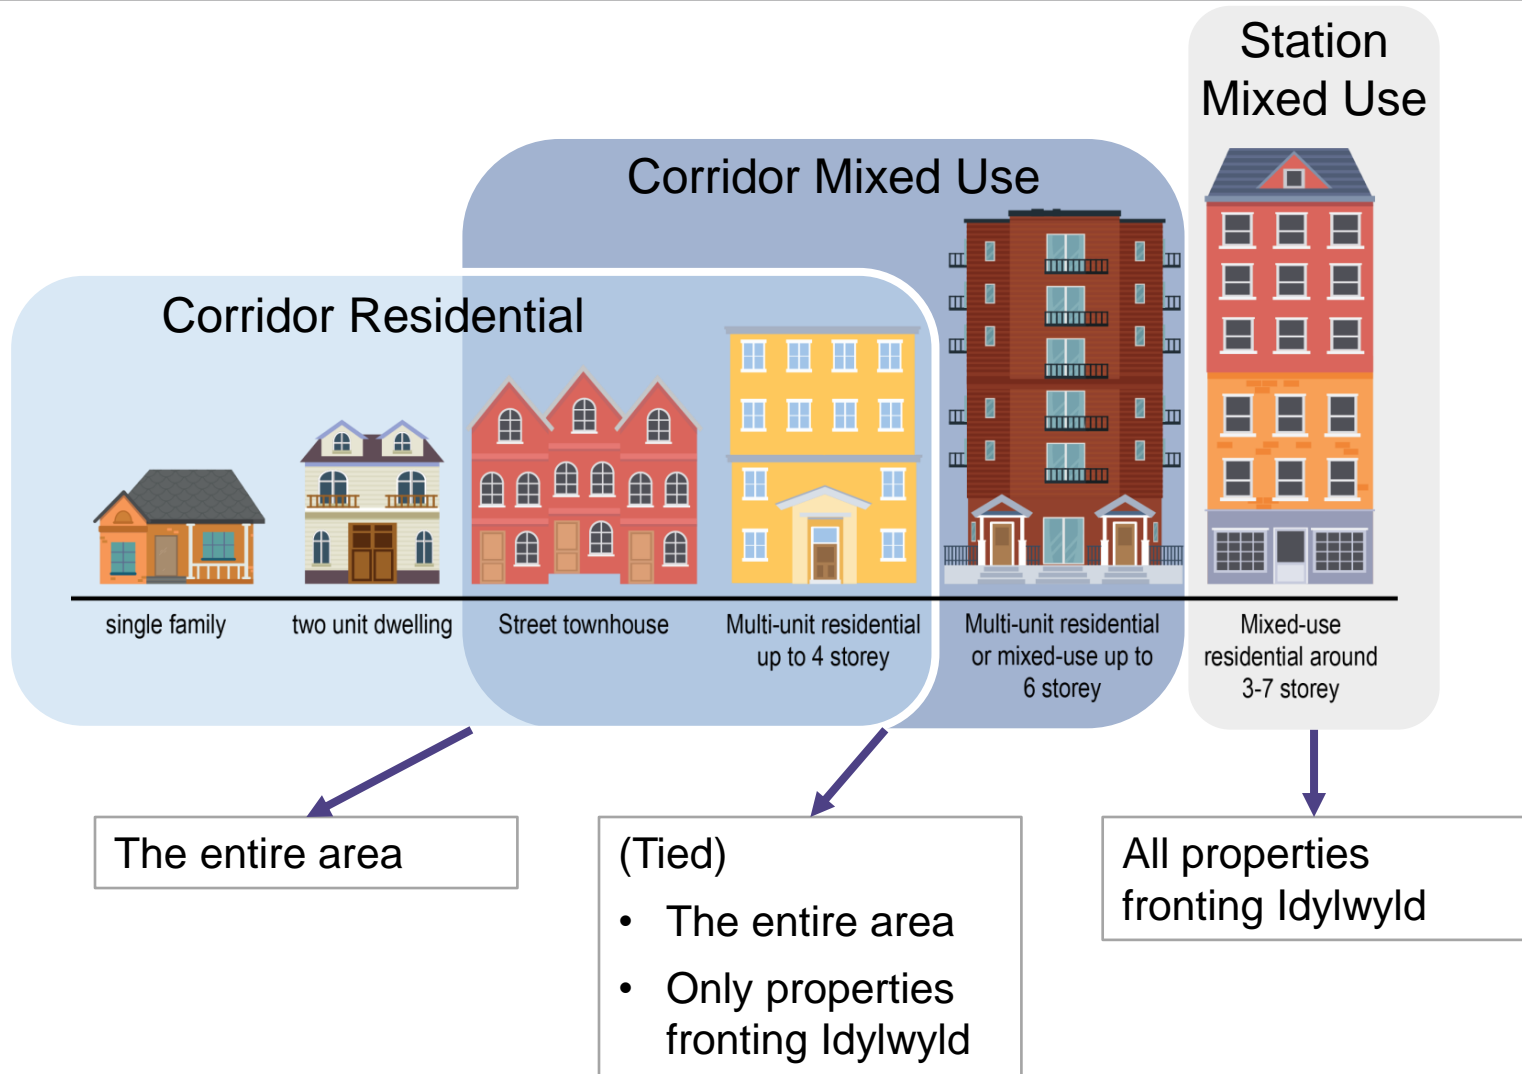 Station
Mixed Use
Corridor Mixed Use
Corridor Residential
single family
two unit dwelling
Street townhouse
Multi-unit residential
up to 4 storey
Multi-unit residential
or mixed-use up to
6 storey
Mixed-use
residential around
3-7 storey
The entire area
(Tied)
• The entire area
• Only properties
fronting Idylwyld
All properties
fronting Idylwyld